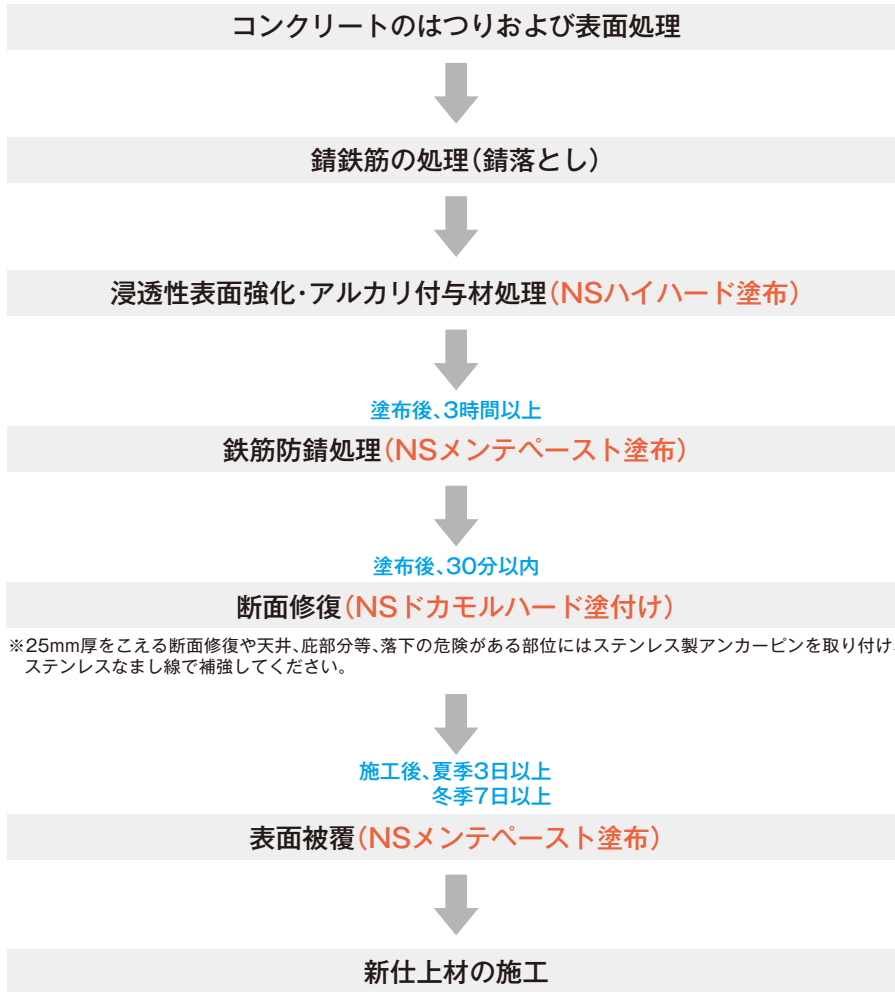 コンクリートのはつりおよび表面処理
錆鉄筋の処理(錆落とし)
浸透性表面強化・アルカリ付与材処理(NSハイハード塗布)
塗布後、3時間以上
鉄筋防錆処理(NSメンテペースト塗布)
塗布後、30分以内
断面修復(NSドカモルハード塗付け)
※25mm厚をこえる断面修復や天井、庇部分等、落下の危険がある部位にはステンレス製アンカーピンを取り付け、
ステンレスなまし線で補強してください。
施工後、夏季3日以上
冬季7日以上
表面被覆(NSメンテペースト塗布)
新仕上材の施工